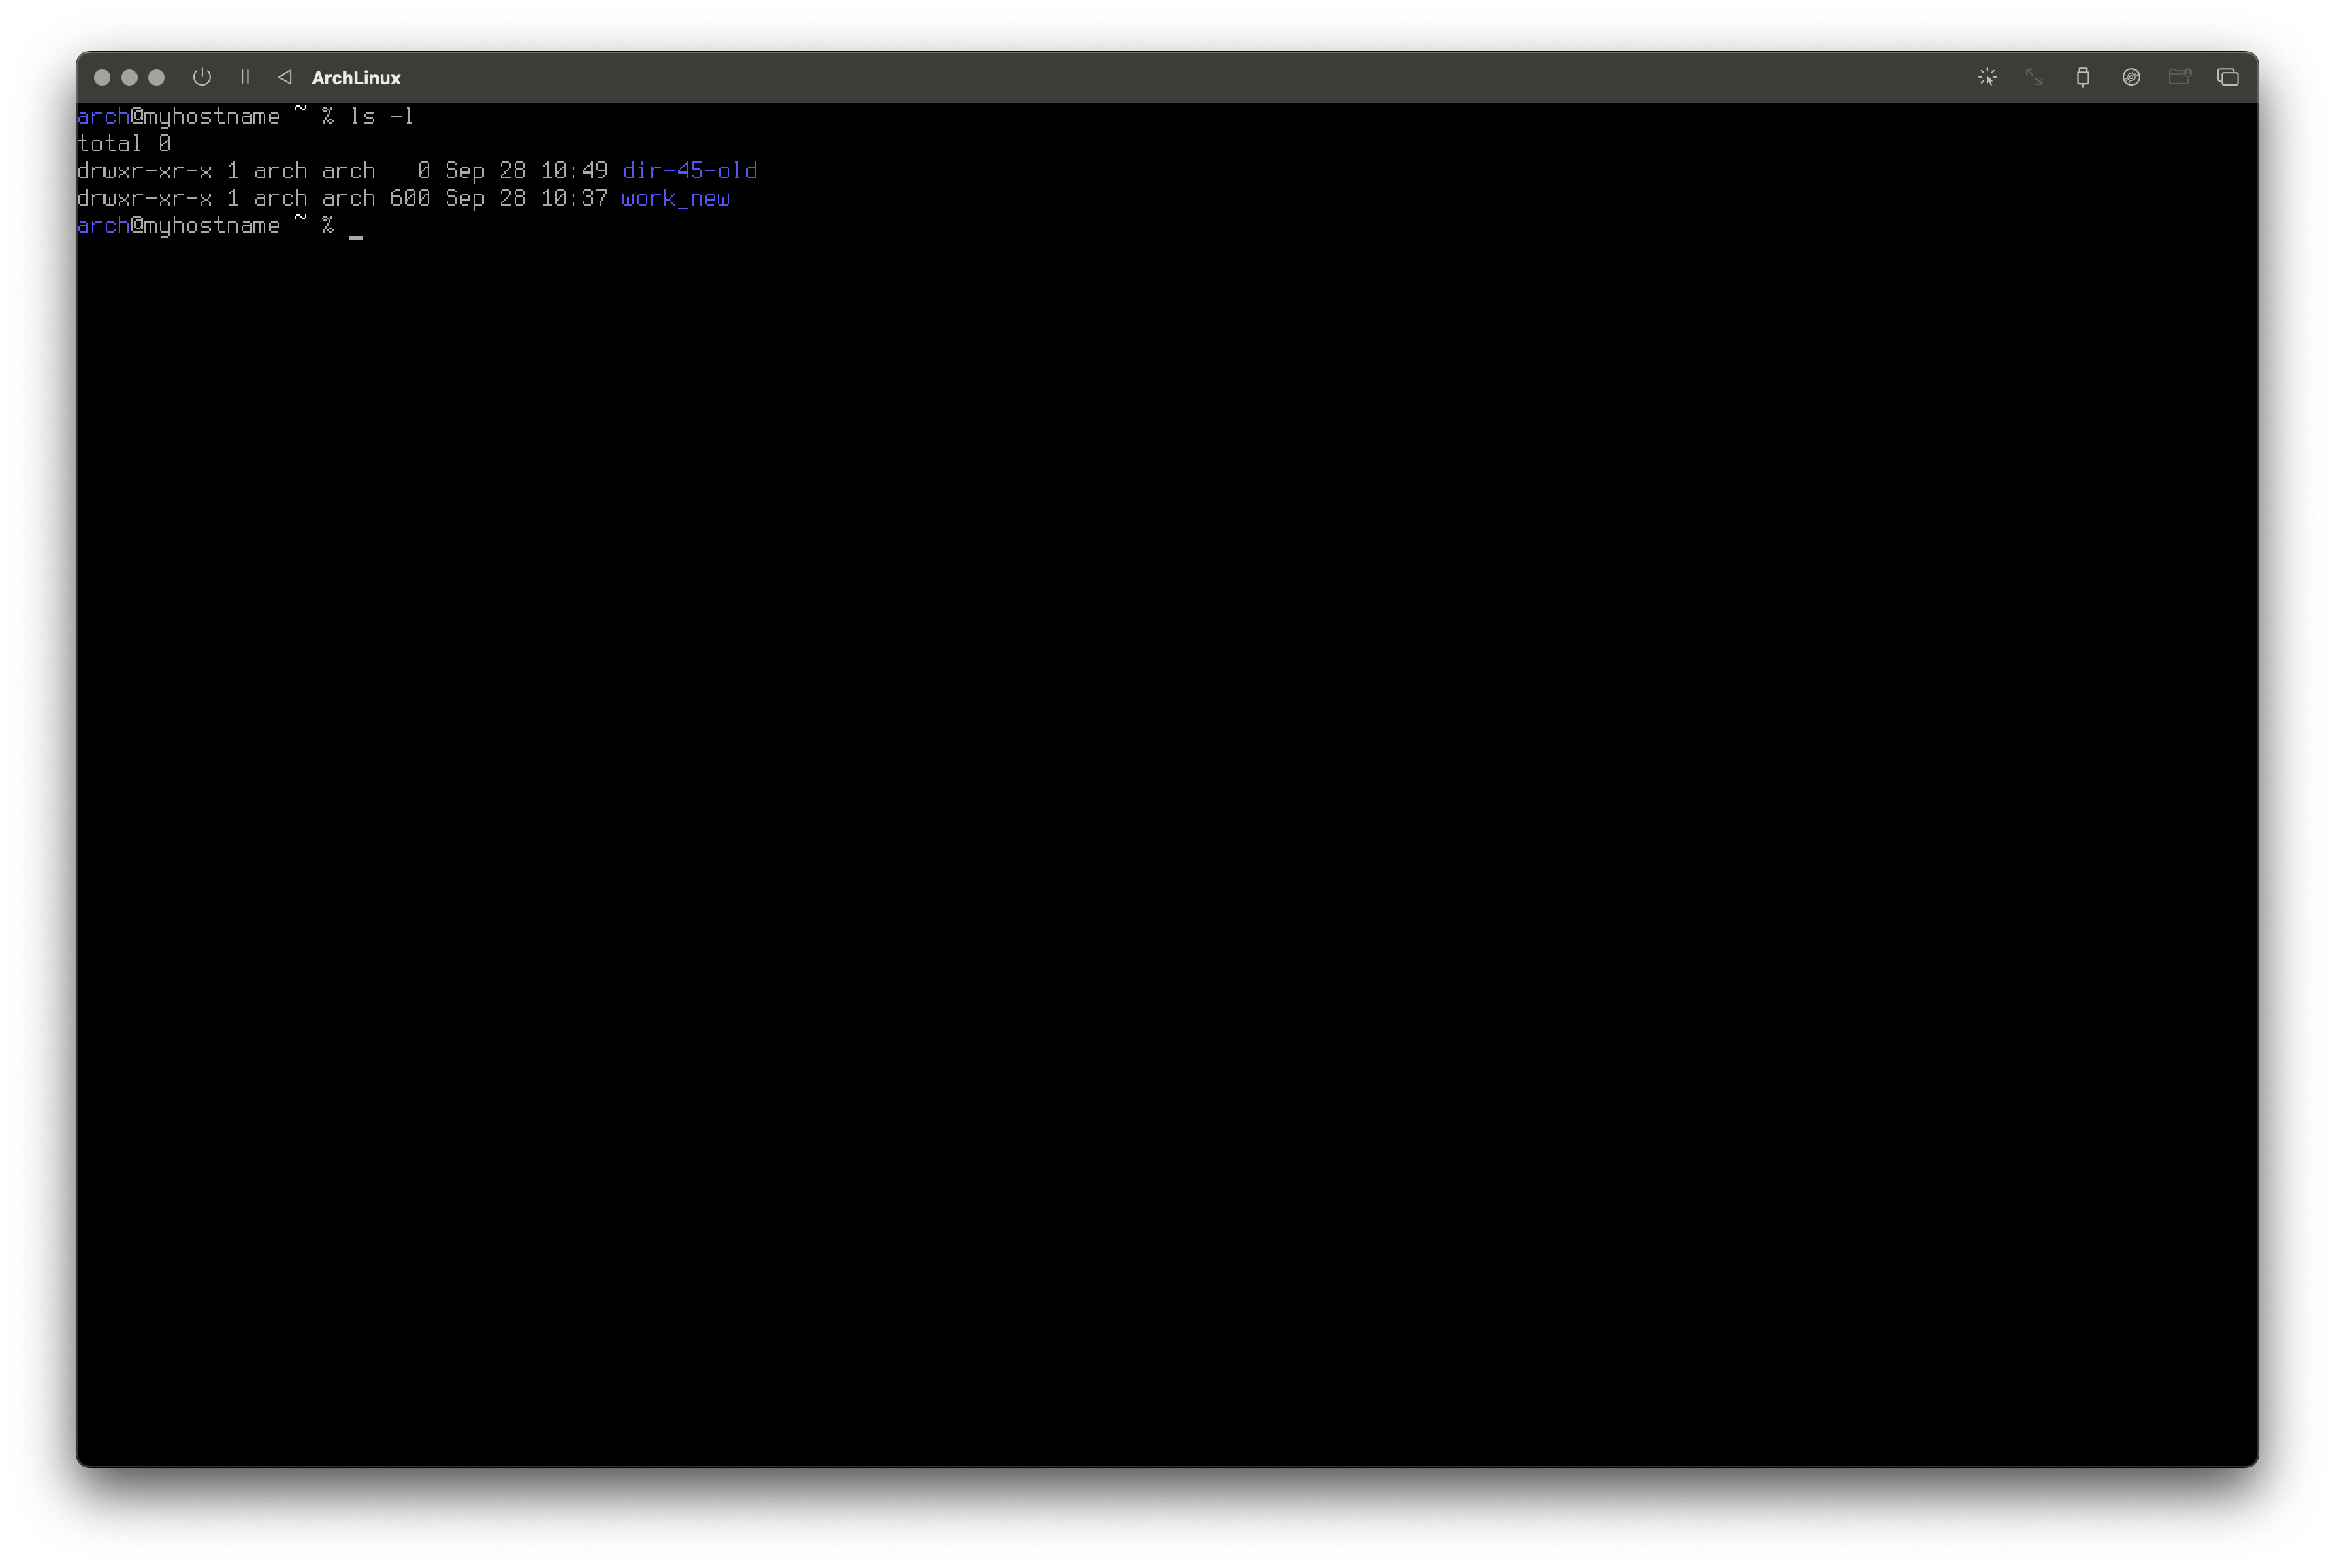 ArchLinux
arch@myhostname ~ % ls -l
total 0
drwxr-xr-x 1 arch arch   0 Sep 28 10:49 dir-45-old
drwxr-xr-x 1 arch arch 600 Sep 28 10:37 work_new
arch@myhostname ~ % _